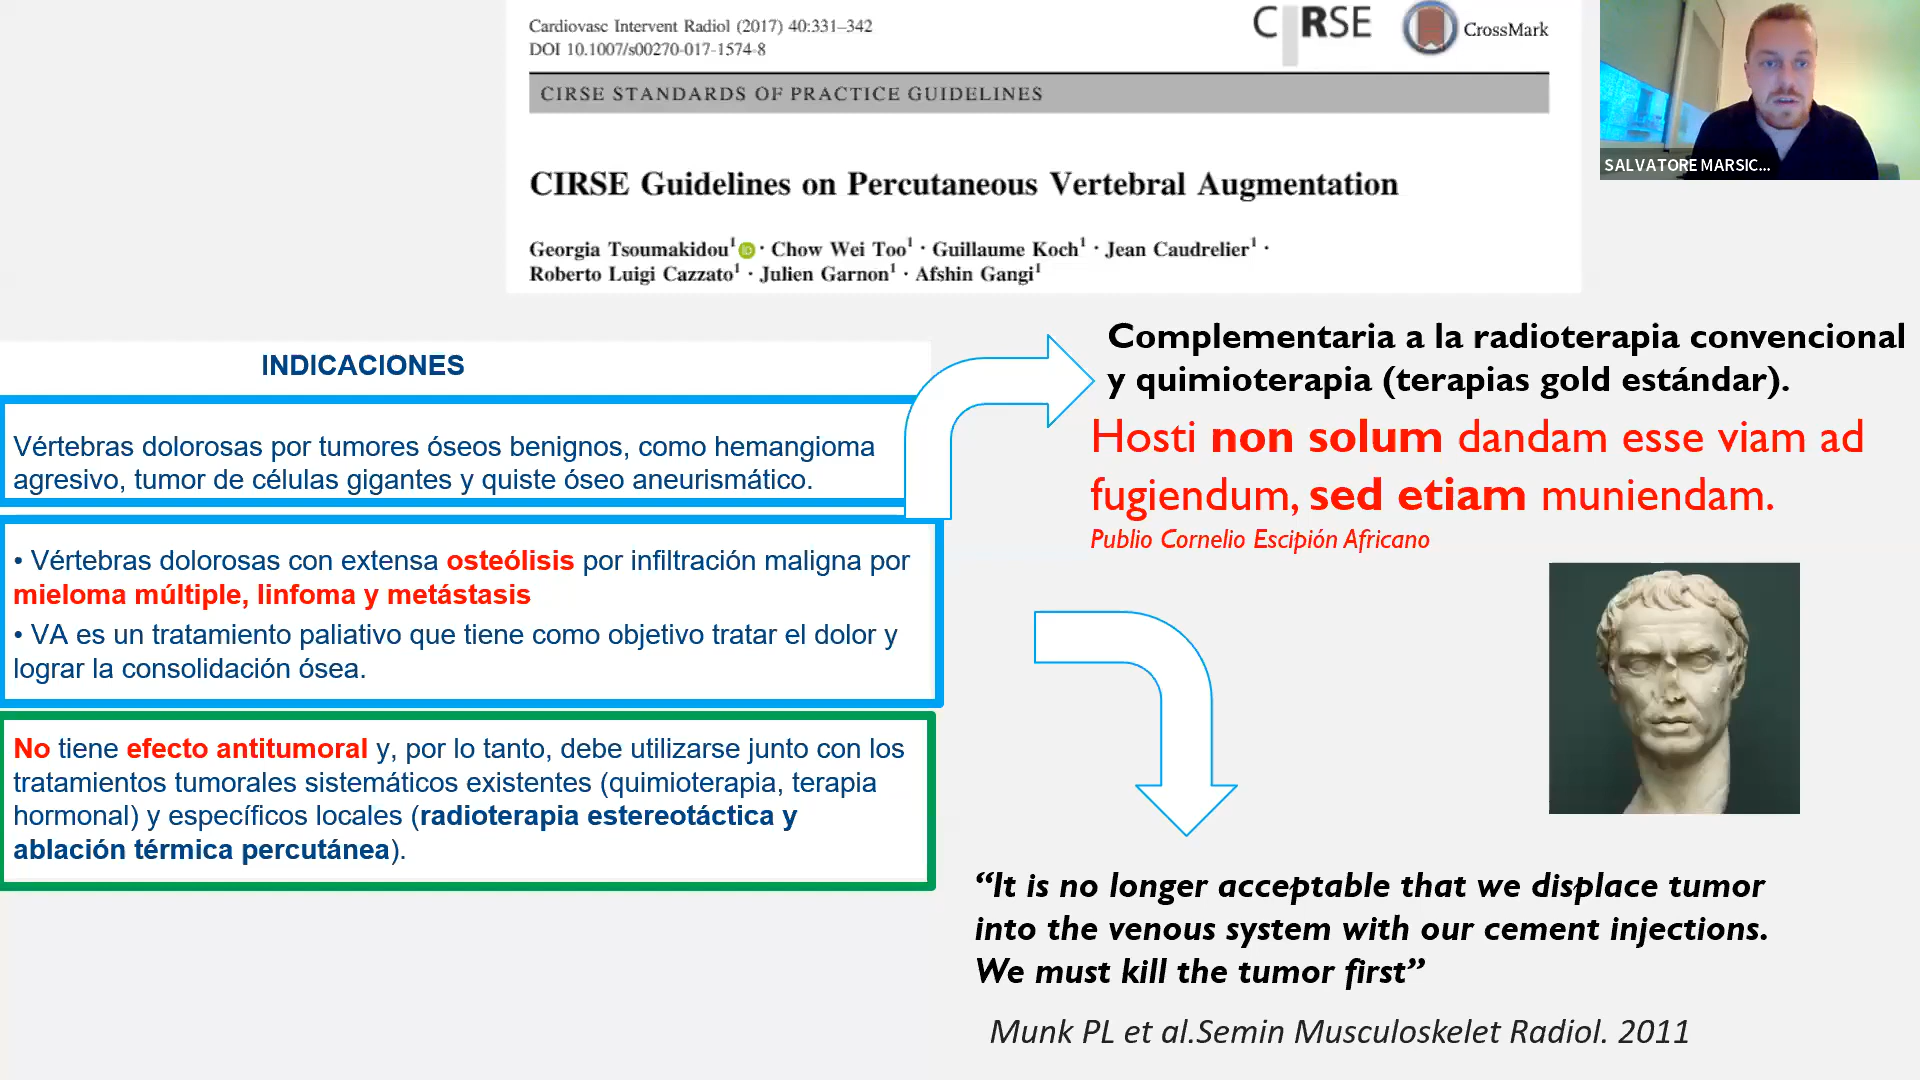 Cardiovasc Intervent Radiol (2017) 40:331–342
DOI 10.1007/s00270-017-1574-8
CIRSE
CrossMark
CIRSE STANDARDS OF PRACTICE GUIDELINES
CIRSE Guidelines on Percutaneous Vertebral Augmentation
Georgia Tsoumakidou¹ iD · Chow Wei Too¹ · Guillaume Koch¹ · Jean Caudrelier¹ ·
Roberto Luigi Cazzato¹ · Julien Garnon¹ · Afshin Gangi¹
SALVATORE MARSIC...
INDICACIONES
Vértebras dolorosas por tumores óseos benignos, como hemangioma
agresivo, tumor de células gigantes y quiste óseo aneurismático.
• Vértebras dolorosas con extensa osteólisis por infiltración maligna por
mieloma múltiple, linfoma y metástasis
• VA es un tratamiento paliativo que tiene como objetivo tratar el dolor y
lograr la consolidación ósea.
No tiene efecto antitumoral y, por lo tanto, debe utilizarse junto con los
tratamientos tumorales sistemáticos existentes (quimioterapia, terapia
hormonal) y específicos locales (radioterapia estereotáctica y
ablación térmica percutánea).
Complementaria a la radioterapia convencional
y quimioterapia (terapias gold estándar).
Hosti non solum dandam esse viam ad
fugiendum, sed etiam muniendam.
Publio Cornelio Escipión Africano
“It is no longer acceptable that we displace tumor
into the venous system with our cement injections.
We must kill the tumor first”
Munk PL et al.Semin Musculoskelet Radiol. 2011